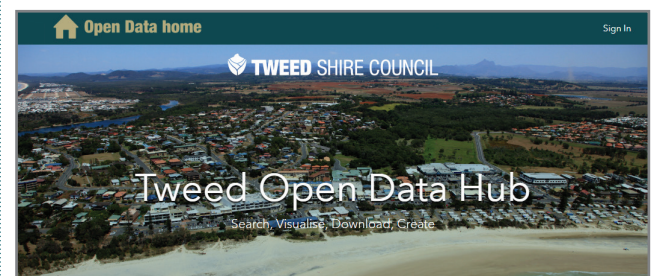 Open Data home
Sign In
TWEED SHIRE COUNCIL
Tweed Open Data Hub
Search, Visualise, Download, Create